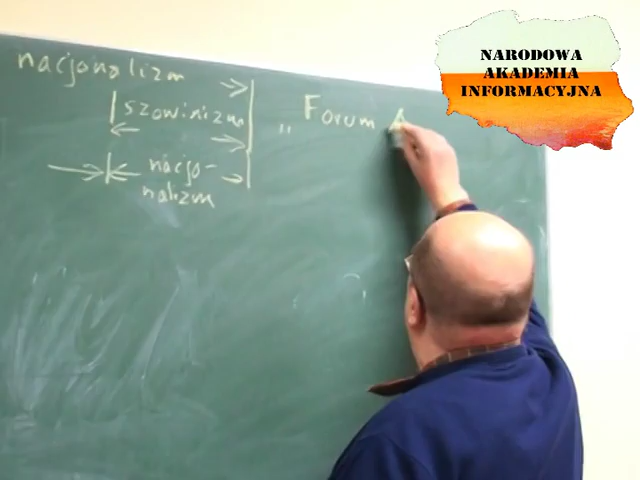 NARODOWA
AKADEMIA
INFORMACYJNA
nacjonalizm
szowinizm
„ Forum A
nacjo-
nalizm